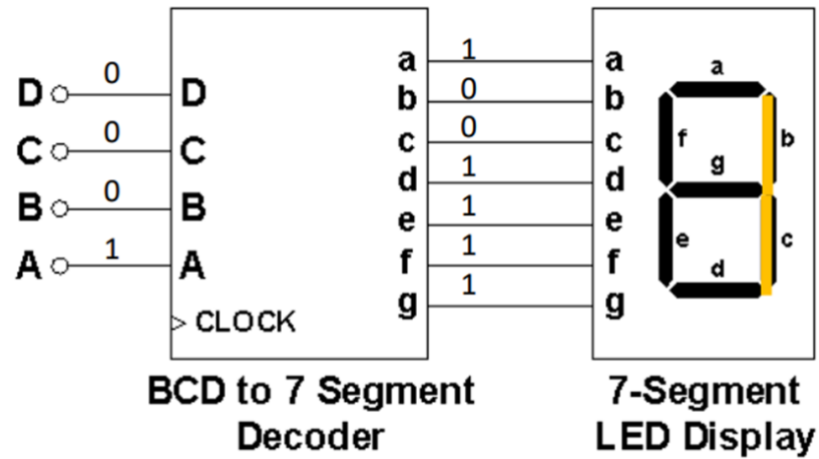 D 0 D
C 0 C
B 0 B
A 1 A
> CLOCK
a 1 a
b 0 b
c 0 c
d 1 d
e 1 e
f 1 f
g 1 g
a
f b
g
e c
d
BCD to 7 Segment
Decoder
7-Segment
LED Display